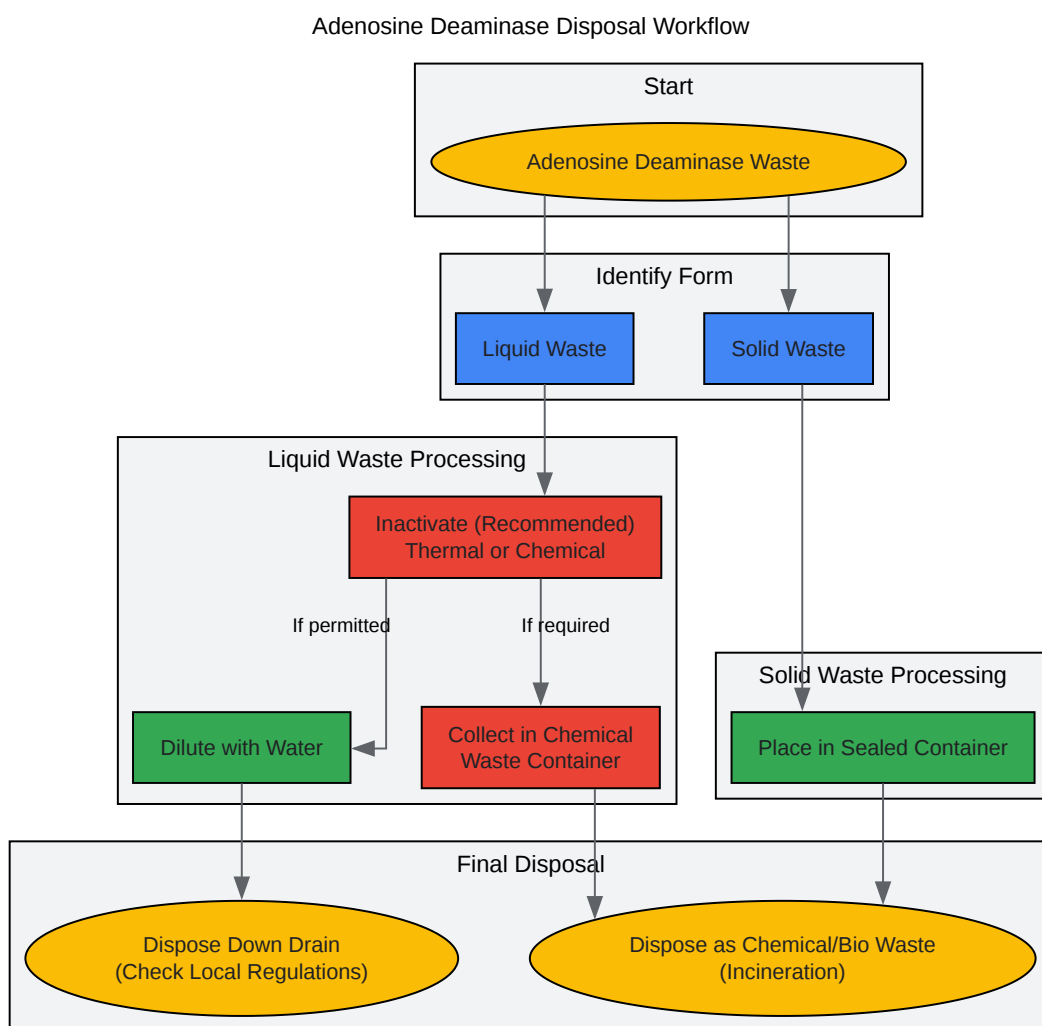 Adenosine Deaminase Disposal Workflow
Start
Adenosine Deaminase Waste
Identify Form
Liquid Waste
Solid Waste
Liquid Waste Processing
Inactivate (Recommended)
Thermal or Chemical
If permitted
If required
Solid Waste Processing
Dilute with Water
Collect in Chemical
Waste Container
Place in Sealed Container
Final Disposal
Dispose Down Drain
(Check Local Regulations)
Dispose as Chemical/Bio Waste
(Incineration)